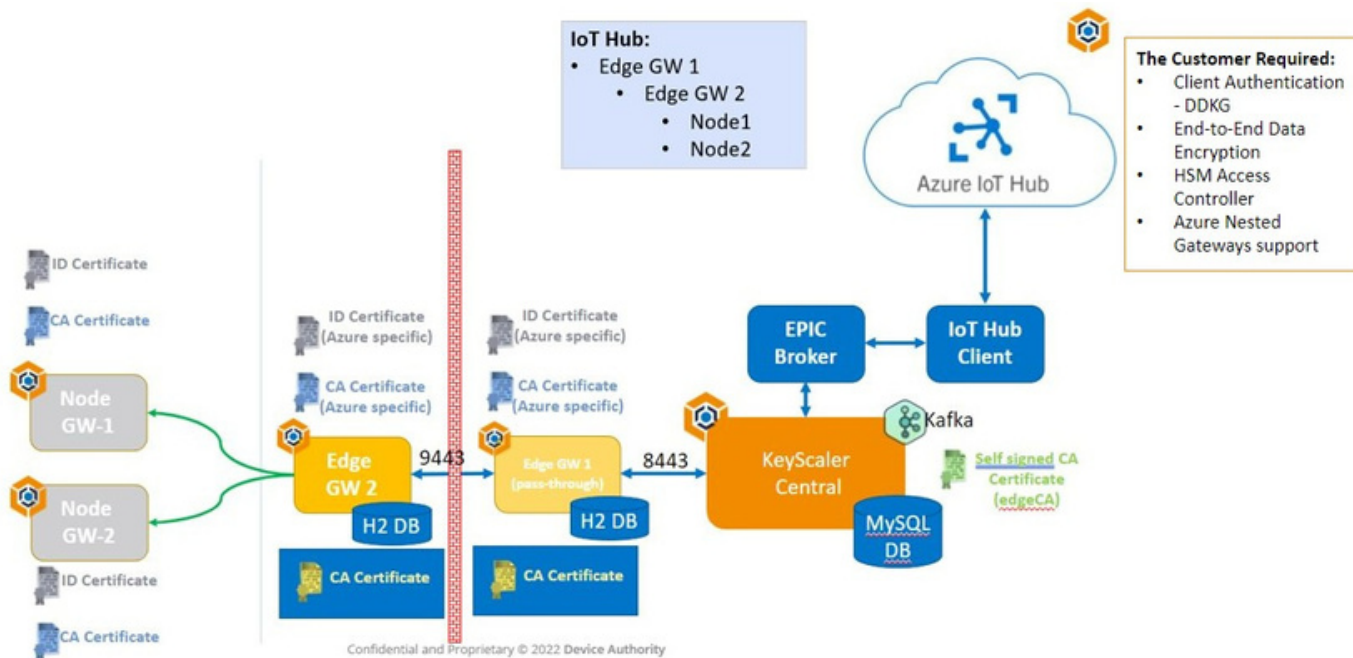 IoT Hub:
• Edge GW 1
• Edge GW 2
• Node1
• Node2
Azure IoT Hub
The Customer Required:
• Client Authentication
- DDKG
• End-to-End Data
Encryption
• HSM Access
Controller
• Azure Nested
Gateways support
ID Certificate
CA Certificate
Node
GW-1
Node
GW-2
ID Certificate
CA Certificate
ID Certificate
(Azure specific)
CA Certificate
(Azure specific)
Edge
GW 2
H2 DB
CA Certificate
9443
ID Certificate
(Azure specific)
CA Certificate
(Azure specific)
Edge GW 1
(pass-through)
H2 DB
CA Certificate
8443
EPIC
Broker
IoT Hub
Client
KeyScaler
Central
Kafka
MySQL
DB
Self signed CA
Certificate
(edgeCA)
Confidential and Proprietary © 2022 Device Authority